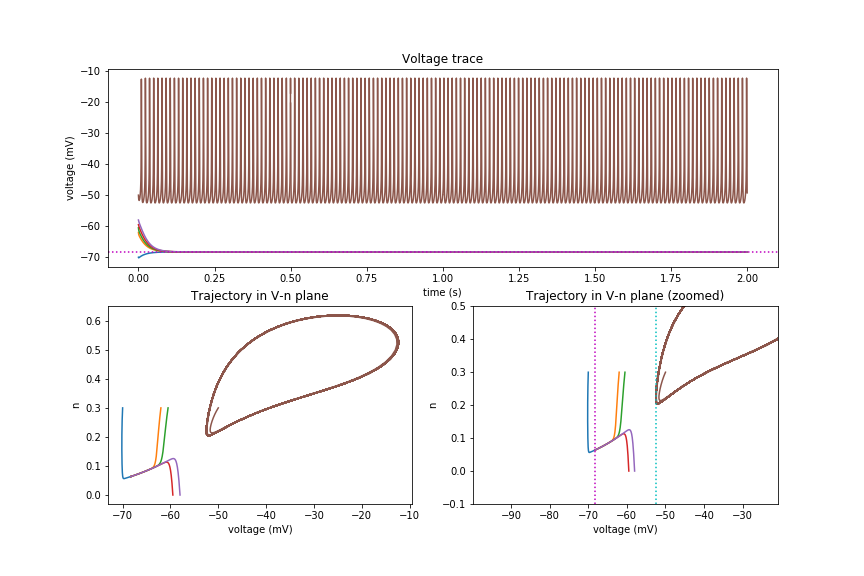 Voltage trace
voltage (mV)
−10
−20
−30
−40
−50
−60
−70
0.00 0.25 0.50 0.75 1.00 1.25 1.50 1.75 2.00
time (s)
Trajectory in V-n plane
n
0.6
0.5
0.4
0.3
0.2
0.1
0.0
−70 −60 −50 −40 −30 −20 −10
voltage (mV)
Trajectory in V-n plane (zoomed)
n
0.5
0.4
0.3
0.2
0.1
0.0
−0.1
−90 −80 −70 −60 −50 −40 −30
voltage (mV)